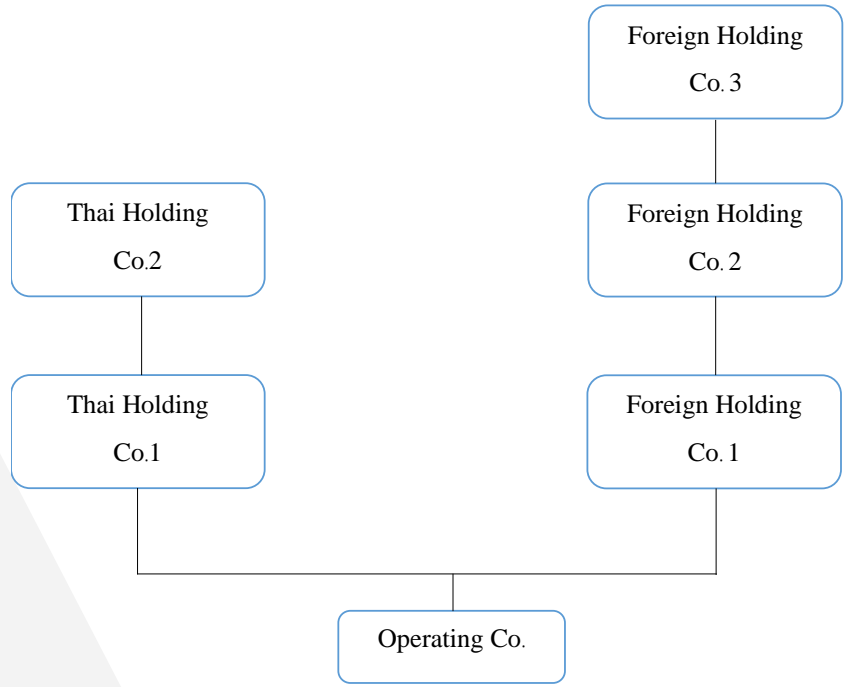 Foreign Holding
Co. 3
Thai Holding
Co.2
Foreign Holding
Co. 2
Thai Holding
Co.1
Foreign Holding
Co. 1
Operating Co.